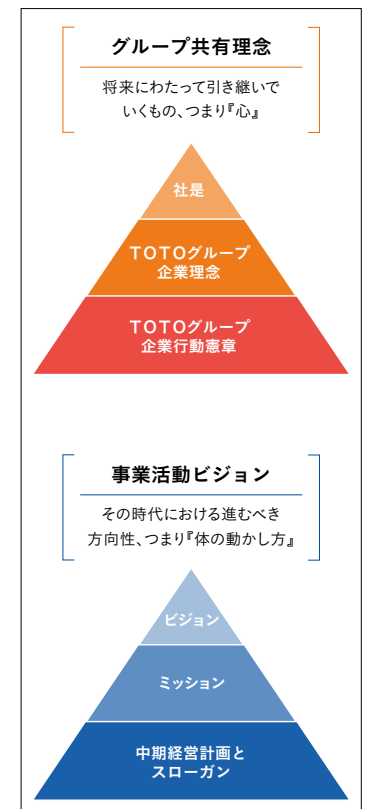 グループ共有理念
将来にわたって引き継いで
いくもの、つまり『心』
社是
TOTOグループ
企業理念
TOTOグループ
企業行動憲章
事業活動ビジョン
その時代における進むべき
方向性、つまり『体の動かし方』
ビジョン
ミッション
中期経営計画と
スローガン